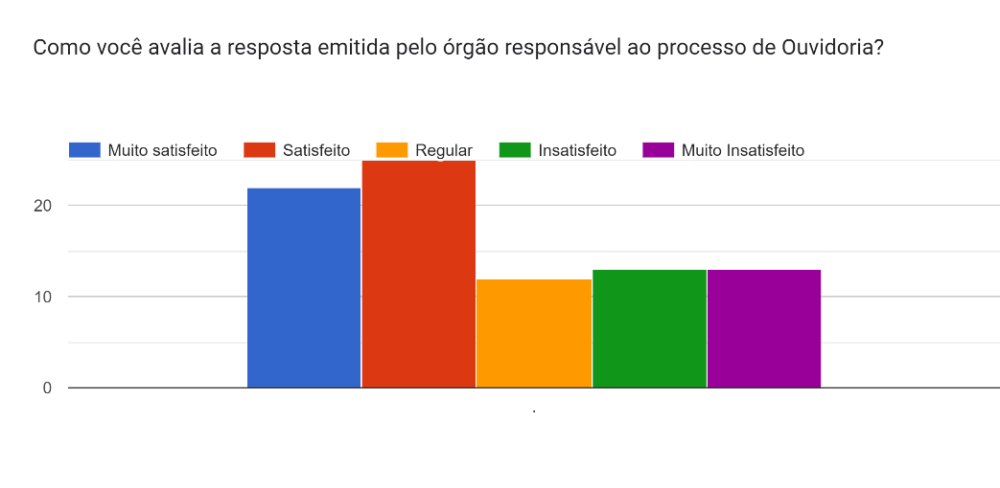 Como você avalia a resposta emitida pelo órgão responsável ao processo de Ouvidoria?
Muito satisfeito Satisfeito Regular Insatisfeito Muito Insatisfeito
20
10
0
.